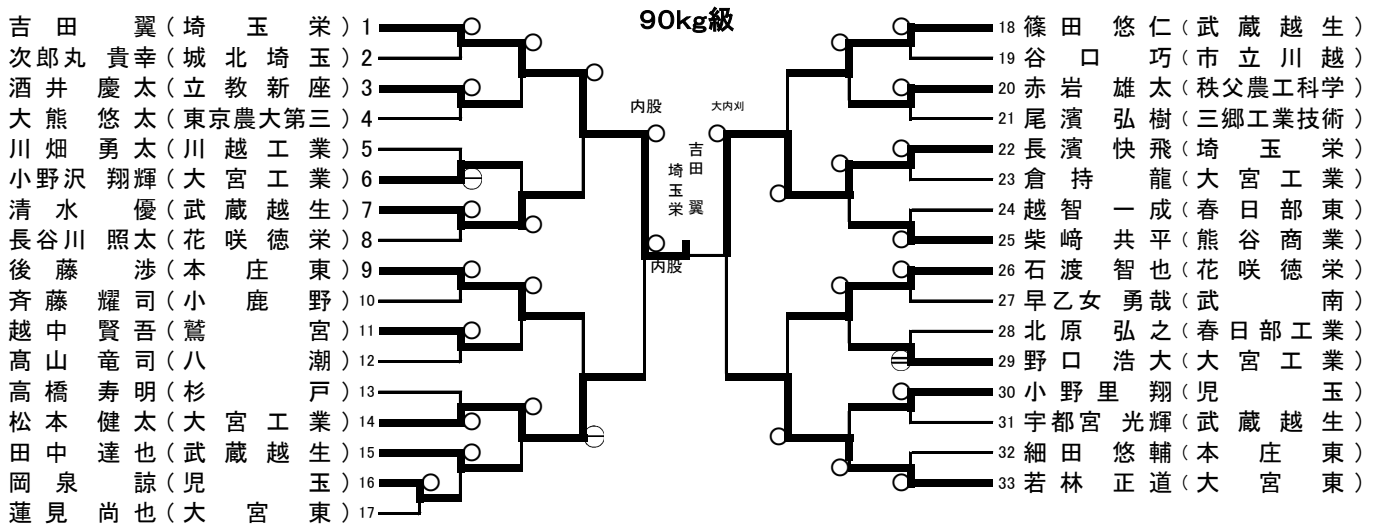 90kg級
吉田 翼(埼玉栄) 1
次郎丸 貴幸(城北埼玉) 2
酒井 慶太(立教新座) 3
大熊 悠太(東京農大第三) 4
川畑 勇太(川越工業) 5
小野沢 翔輝(大宮工業) 6
清水 優(武蔵越生) 7
長谷川 照太(花咲徳栄) 8
後藤 渉(本庄東) 9
斉藤 耀司(小鹿野) 10
越中 賢吾(鷲宮) 11
髙山 竜司(八潮) 12
高橋 寿明(杉戸) 13
松本 健太(大宮工業) 14
田中 達也(武蔵越生) 15
岡泉 諒(児玉) 16
蓮見 尚也(大宮東) 17
内股
大内刈
吉田 翼
埼玉栄
内股
18 篠田 悠仁(武蔵越生)
19 谷口 巧(市立川越)
20 赤岩 雄太(秩父農工科学)
21 尾濱 弘樹(三郷工業技術)
22 長濱 快飛(埼玉栄)
23 倉持 龍(大宮工業)
24 越智 一成(春日部東)
25 柴﨑 共平(熊谷商業)
26 石渡 智也(花咲徳栄)
27 早乙女 勇哉(武南)
28 北原 弘之(春日部工業)
29 野口 浩大(大宮工業)
30 小野里 翔(児玉)
31 宇都宮 光輝(武蔵越生)
32 細田 悠輔(本庄東)
33 若林 正道(大宮東)